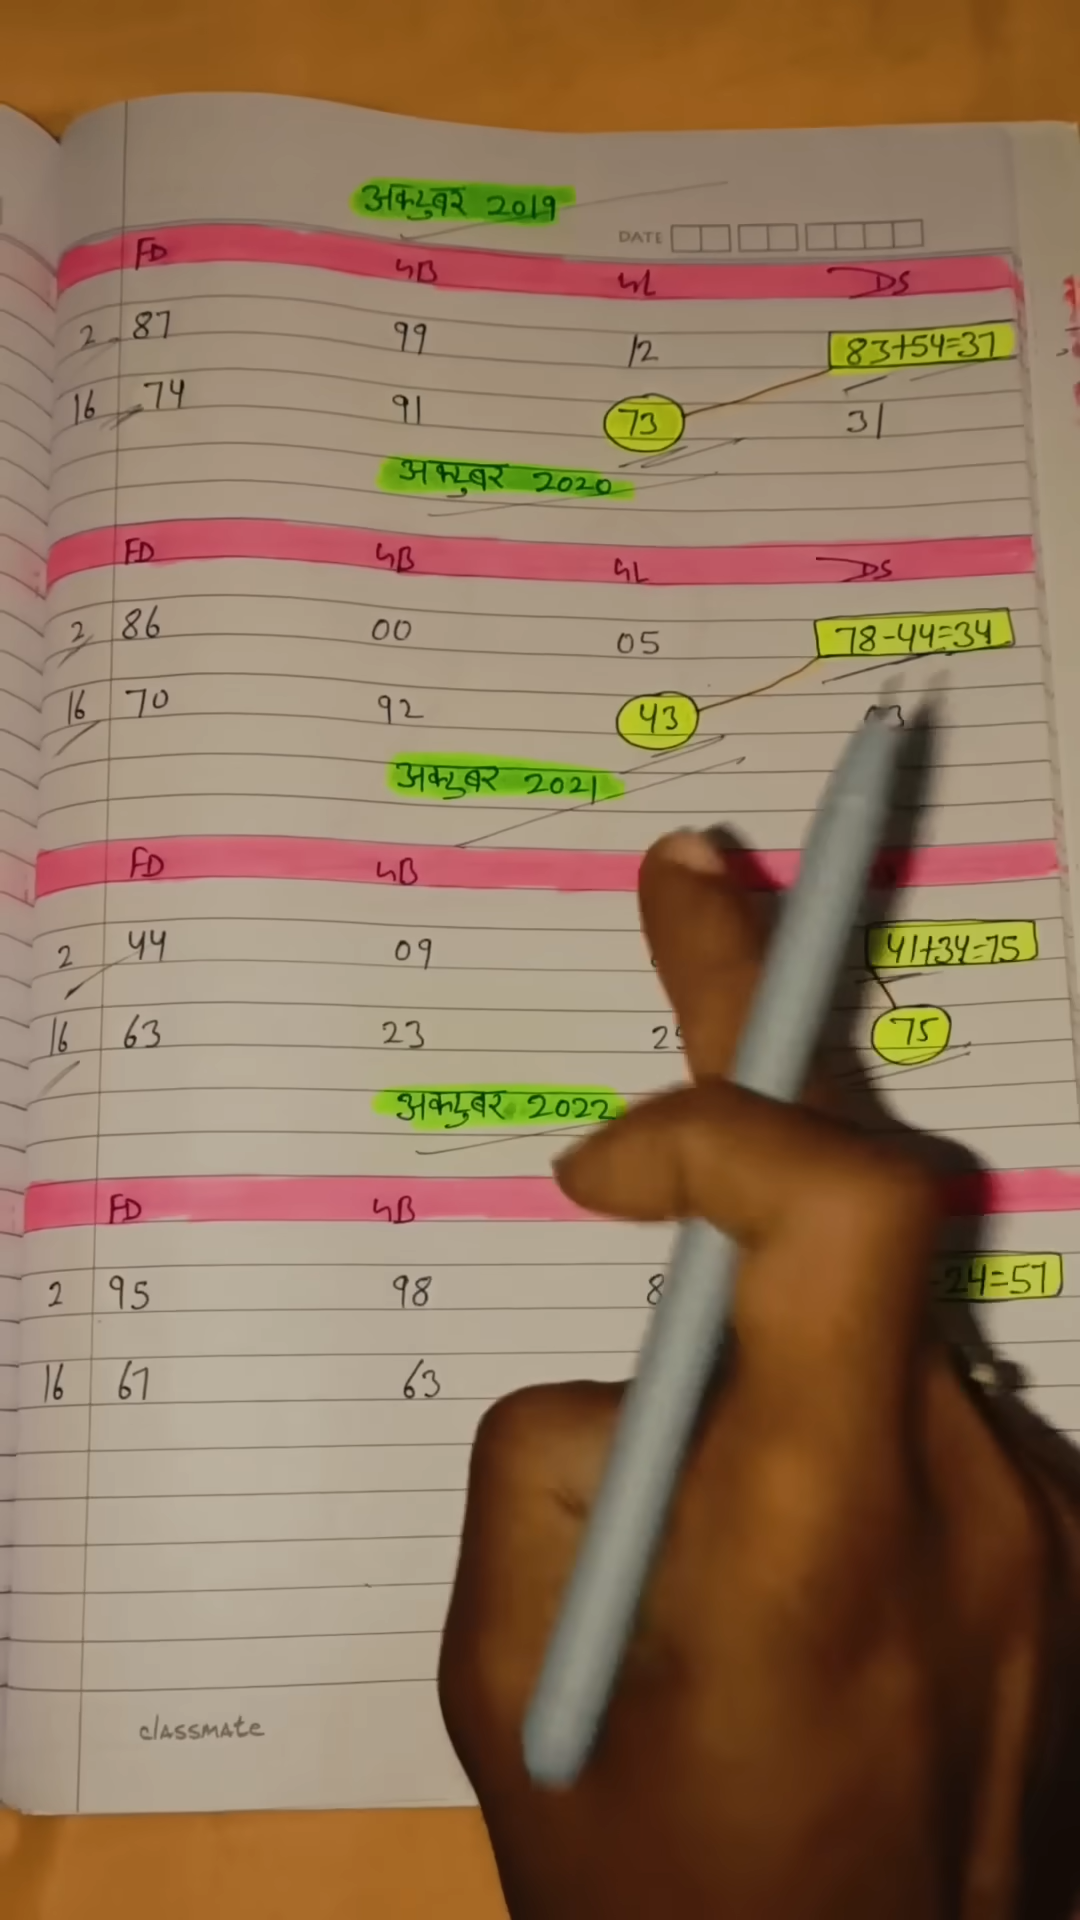 अक्टुबर 2019
DATE
FD GB GL DS
2 87 99 12 83+54=37
16 74 91 73 31
अक्टुबर 2020
FD GB GL DS
2 86 00 05 78-44=34
16 70 92 43
अक्टुबर 2021
FD GB
2 44 09 41+34=75
16 63 23 75
अक्टुबर 2022
FD GB
2 95 98 8 -24=57
16 67 63
classmate